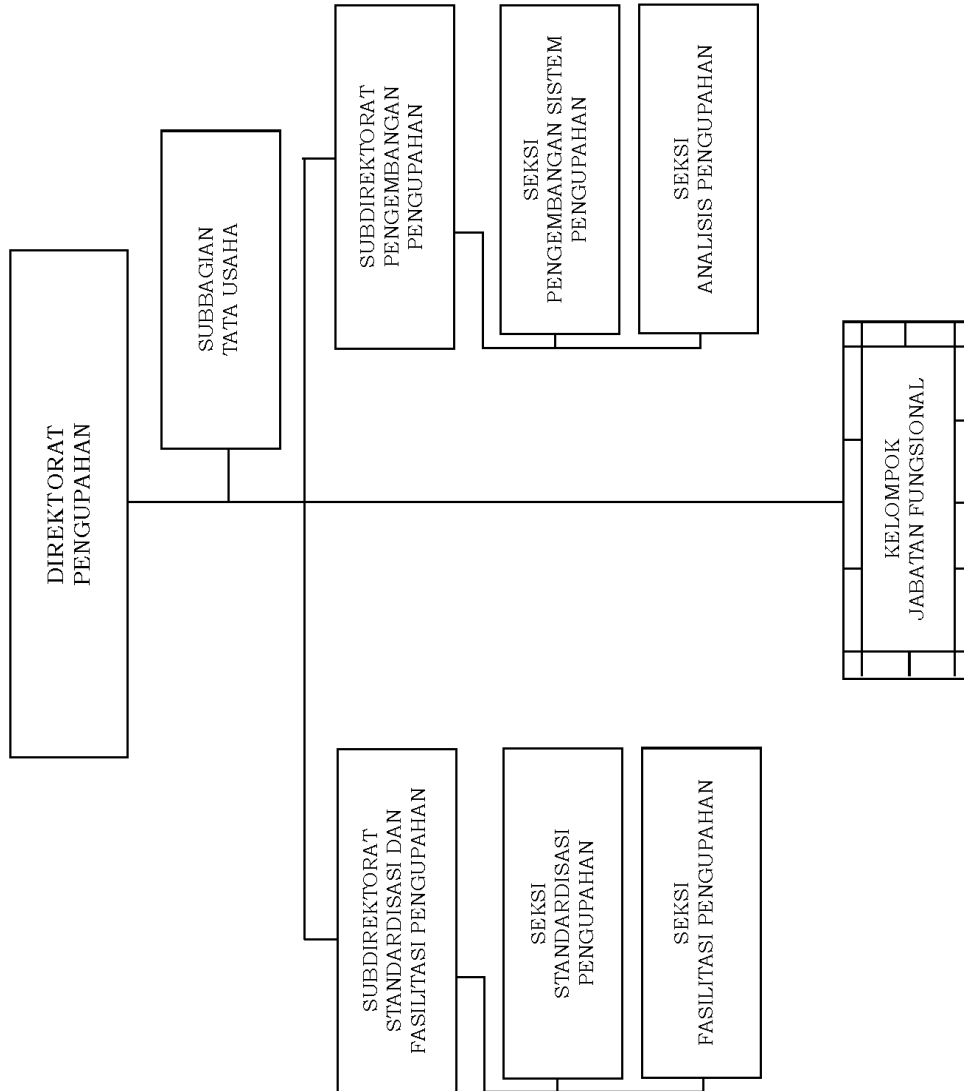 DIREKTORAT
PENGUPAHAN
SUBBAGIAN
TATA USAHA
SUBDIREKTORAT
STANDARDISASI DAN
FASILITASI PENGUPAHAN
SUBDIREKTORAT
PENGEMBANGAN
PENGUPAHAN
SEKSI
STANDARDISASI
PENGUPAHAN
SEKSI
PENGEMBANGAN SISTEM
PENGUPAHAN
SEKSI
FASILITASI PENGUPAHAN
SEKSI
ANALISIS PENGUPAHAN
KELOMPOK
JABATAN FUNGSIONAL